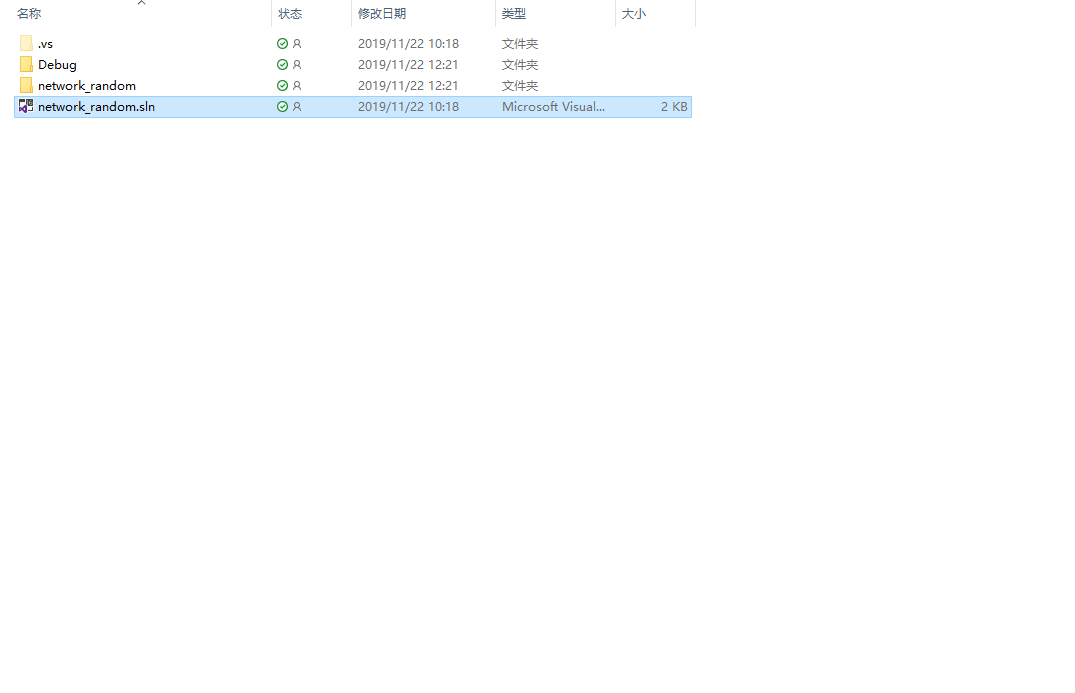 名称 状态 修改日期 类型 大小
.vs 2019/11/22 10:18 文件夹
Debug 2019/11/22 12:21 文件夹
network_random 2019/11/22 12:21 文件夹
network_random.sln 2019/11/22 10:18 Microsoft Visual... 2 KB